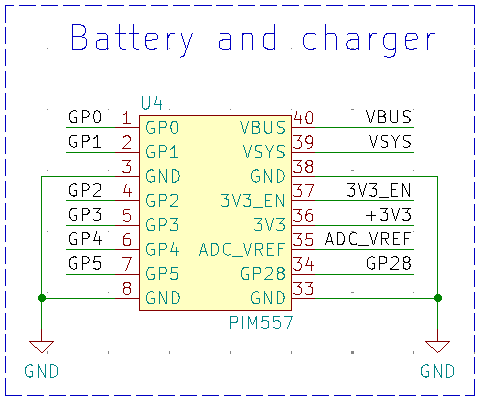 Battery and charger
U4
GP0 1 GP0 VBUS 40 VBUS
GP1 2 GP1 VSYS 39 VSYS
3 GND GND 38
GP2 4 GP2 3V3_EN 37 3V3_EN
GP3 5 GP3 3V3 36 +3V3
GP4 6 GP4 ADC_VREF 35 ADC_VREF
GP5 7 GP5 GP28 34 GP28
8 GND GND 33
PIM557
GND GND